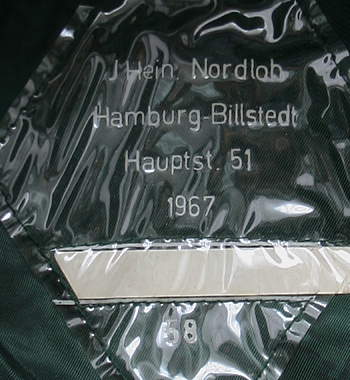 J. Hein. Nordloh
Hamburg-Billstedt
Hauptst. 51
1967
58